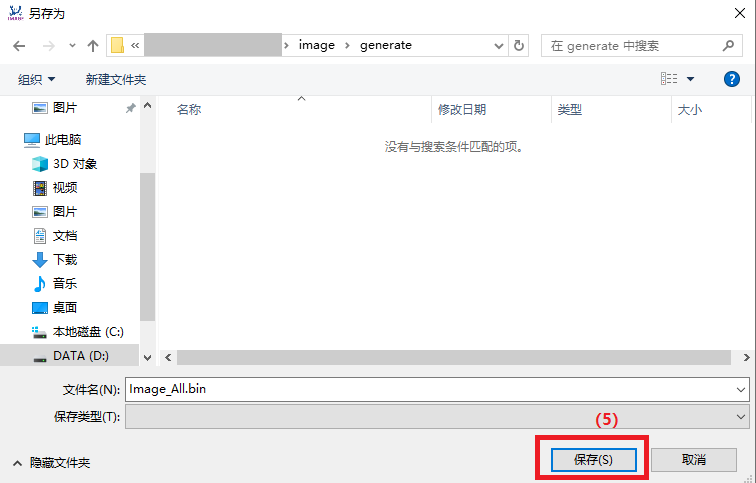 IMAGE 另存为
« image › generate 在 generate 中搜索
组织 新建文件夹 ?
图片 名称 修改日期 类型 大小
此电脑 没有与搜索条件匹配的项。
3D 对象
视频
图片
文档
下载
音乐
桌面
本地磁盘 (C:)
DATA (D:)
文件名(N): Image_All.bin
保存类型(T):
(5)
隐藏文件夹 保存(S) 取消